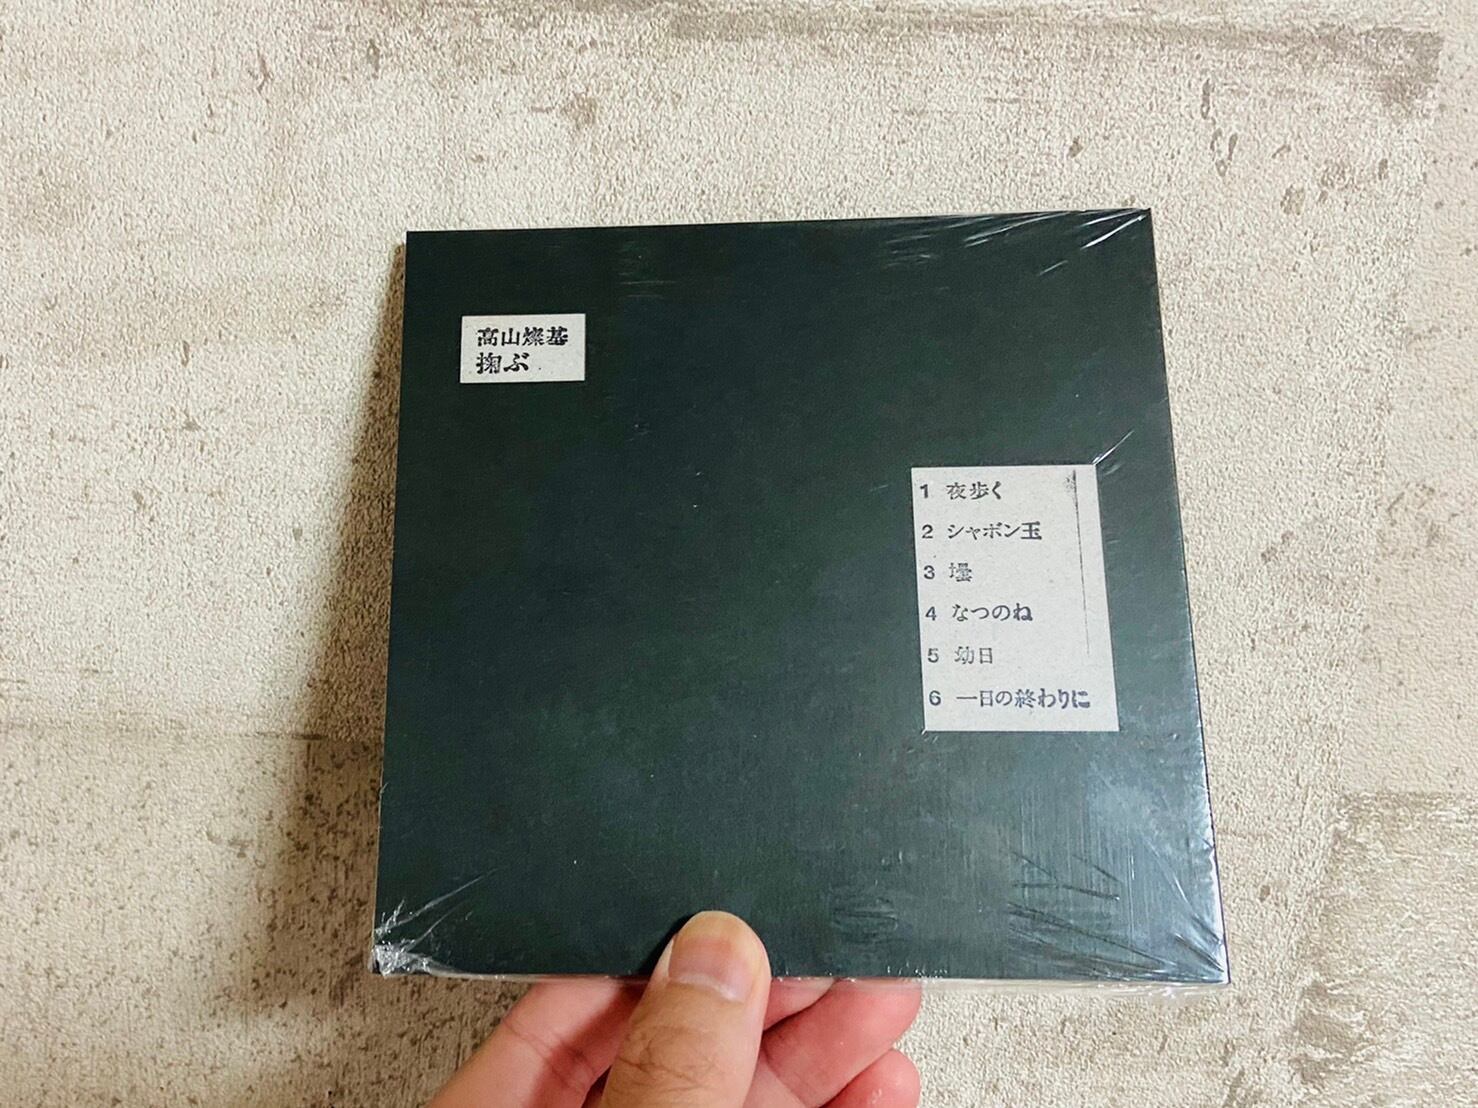 高山燦基
掬ぶ
1 夜歩く
2 シャボン玉
3 壜
4 なつのね
5 幼日
6 一日の終わりに